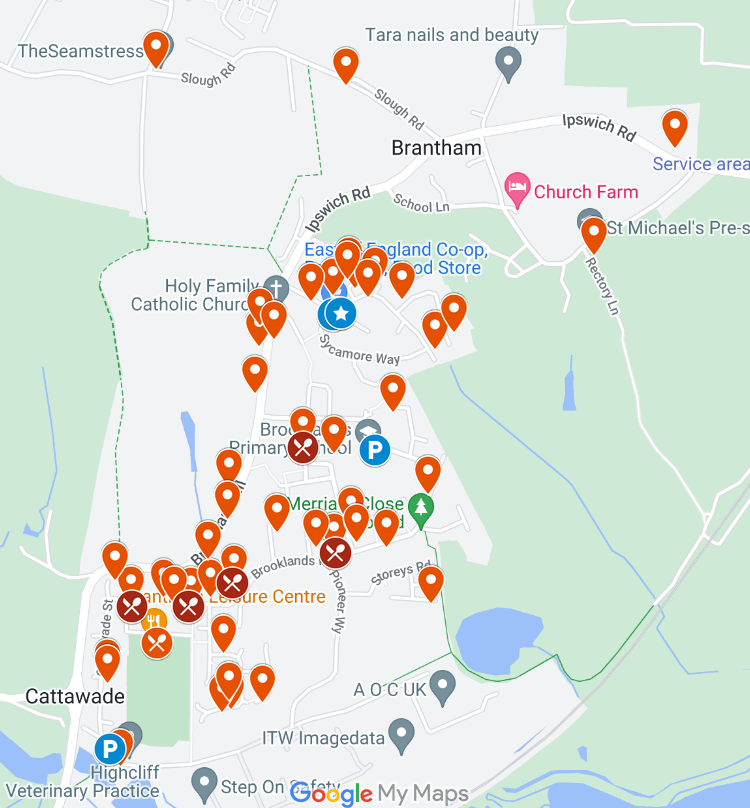 TheSeamstress
Tara nails and beauty
Slough Rd
Slough Rd
Ipswich Rd
Brantham
Service area
Church Farm
Ipswich Rd
School Ln
St Michael's Pre-s
East of England Co-op,
Food Store
Rectory Ln
Holy Family
Catholic Church
Sycamore Way
Primary School
P
Merriam Close
Brooklands
Storeys Rd
Pioneer Wy
Leisure Centre
Cattawade
A O C UK
ITW Imagedata
P
Highcliff
Veterinary Practice
Step On Safety
Google My Maps